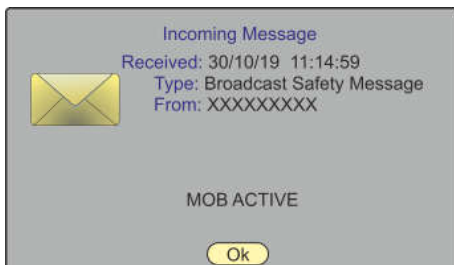 Incoming Message
Received: 30/10/19 11:14:59
Type: Broadcast Safety Message
From: XXXXXXXXX
MOB ACTIVE
Ok